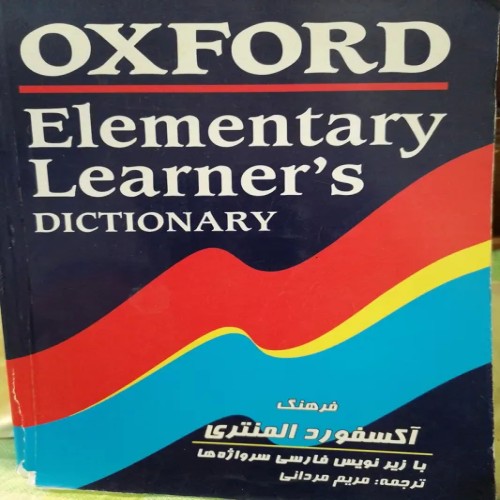 OXFORD
Elementary
Learner's
DICTIONARY
فرهنگ
آکسفورد المنتری
با زیر نویس فارسی سرواژه‌ها
ترجمه: مریم مردانی